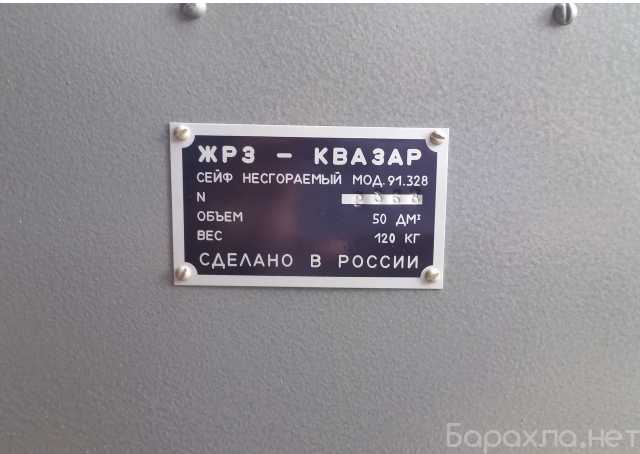 ЖРЗ - КВАЗАР
СЕЙФ НЕСГОРАЕМЫЙ МОД.91.328
N
ОБЪЕМ 50 ДМ³
ВЕС 120 КГ
СДЕЛАНО В РОССИИ
Барахла.нет